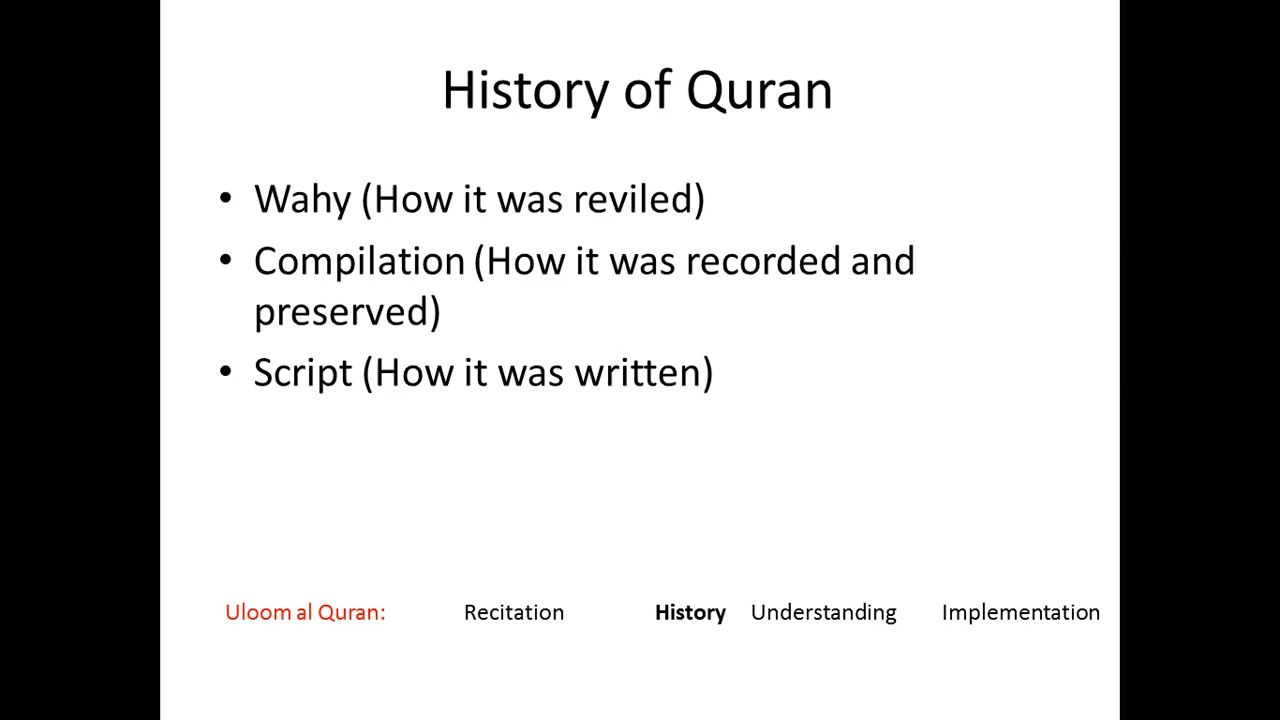 History of Quran
• Wahy (How it was reviled)
• Compilation (How it was recorded and
preserved)
• Script (How it was written)
Uloom al Quran: Recitation History Understanding Implementation